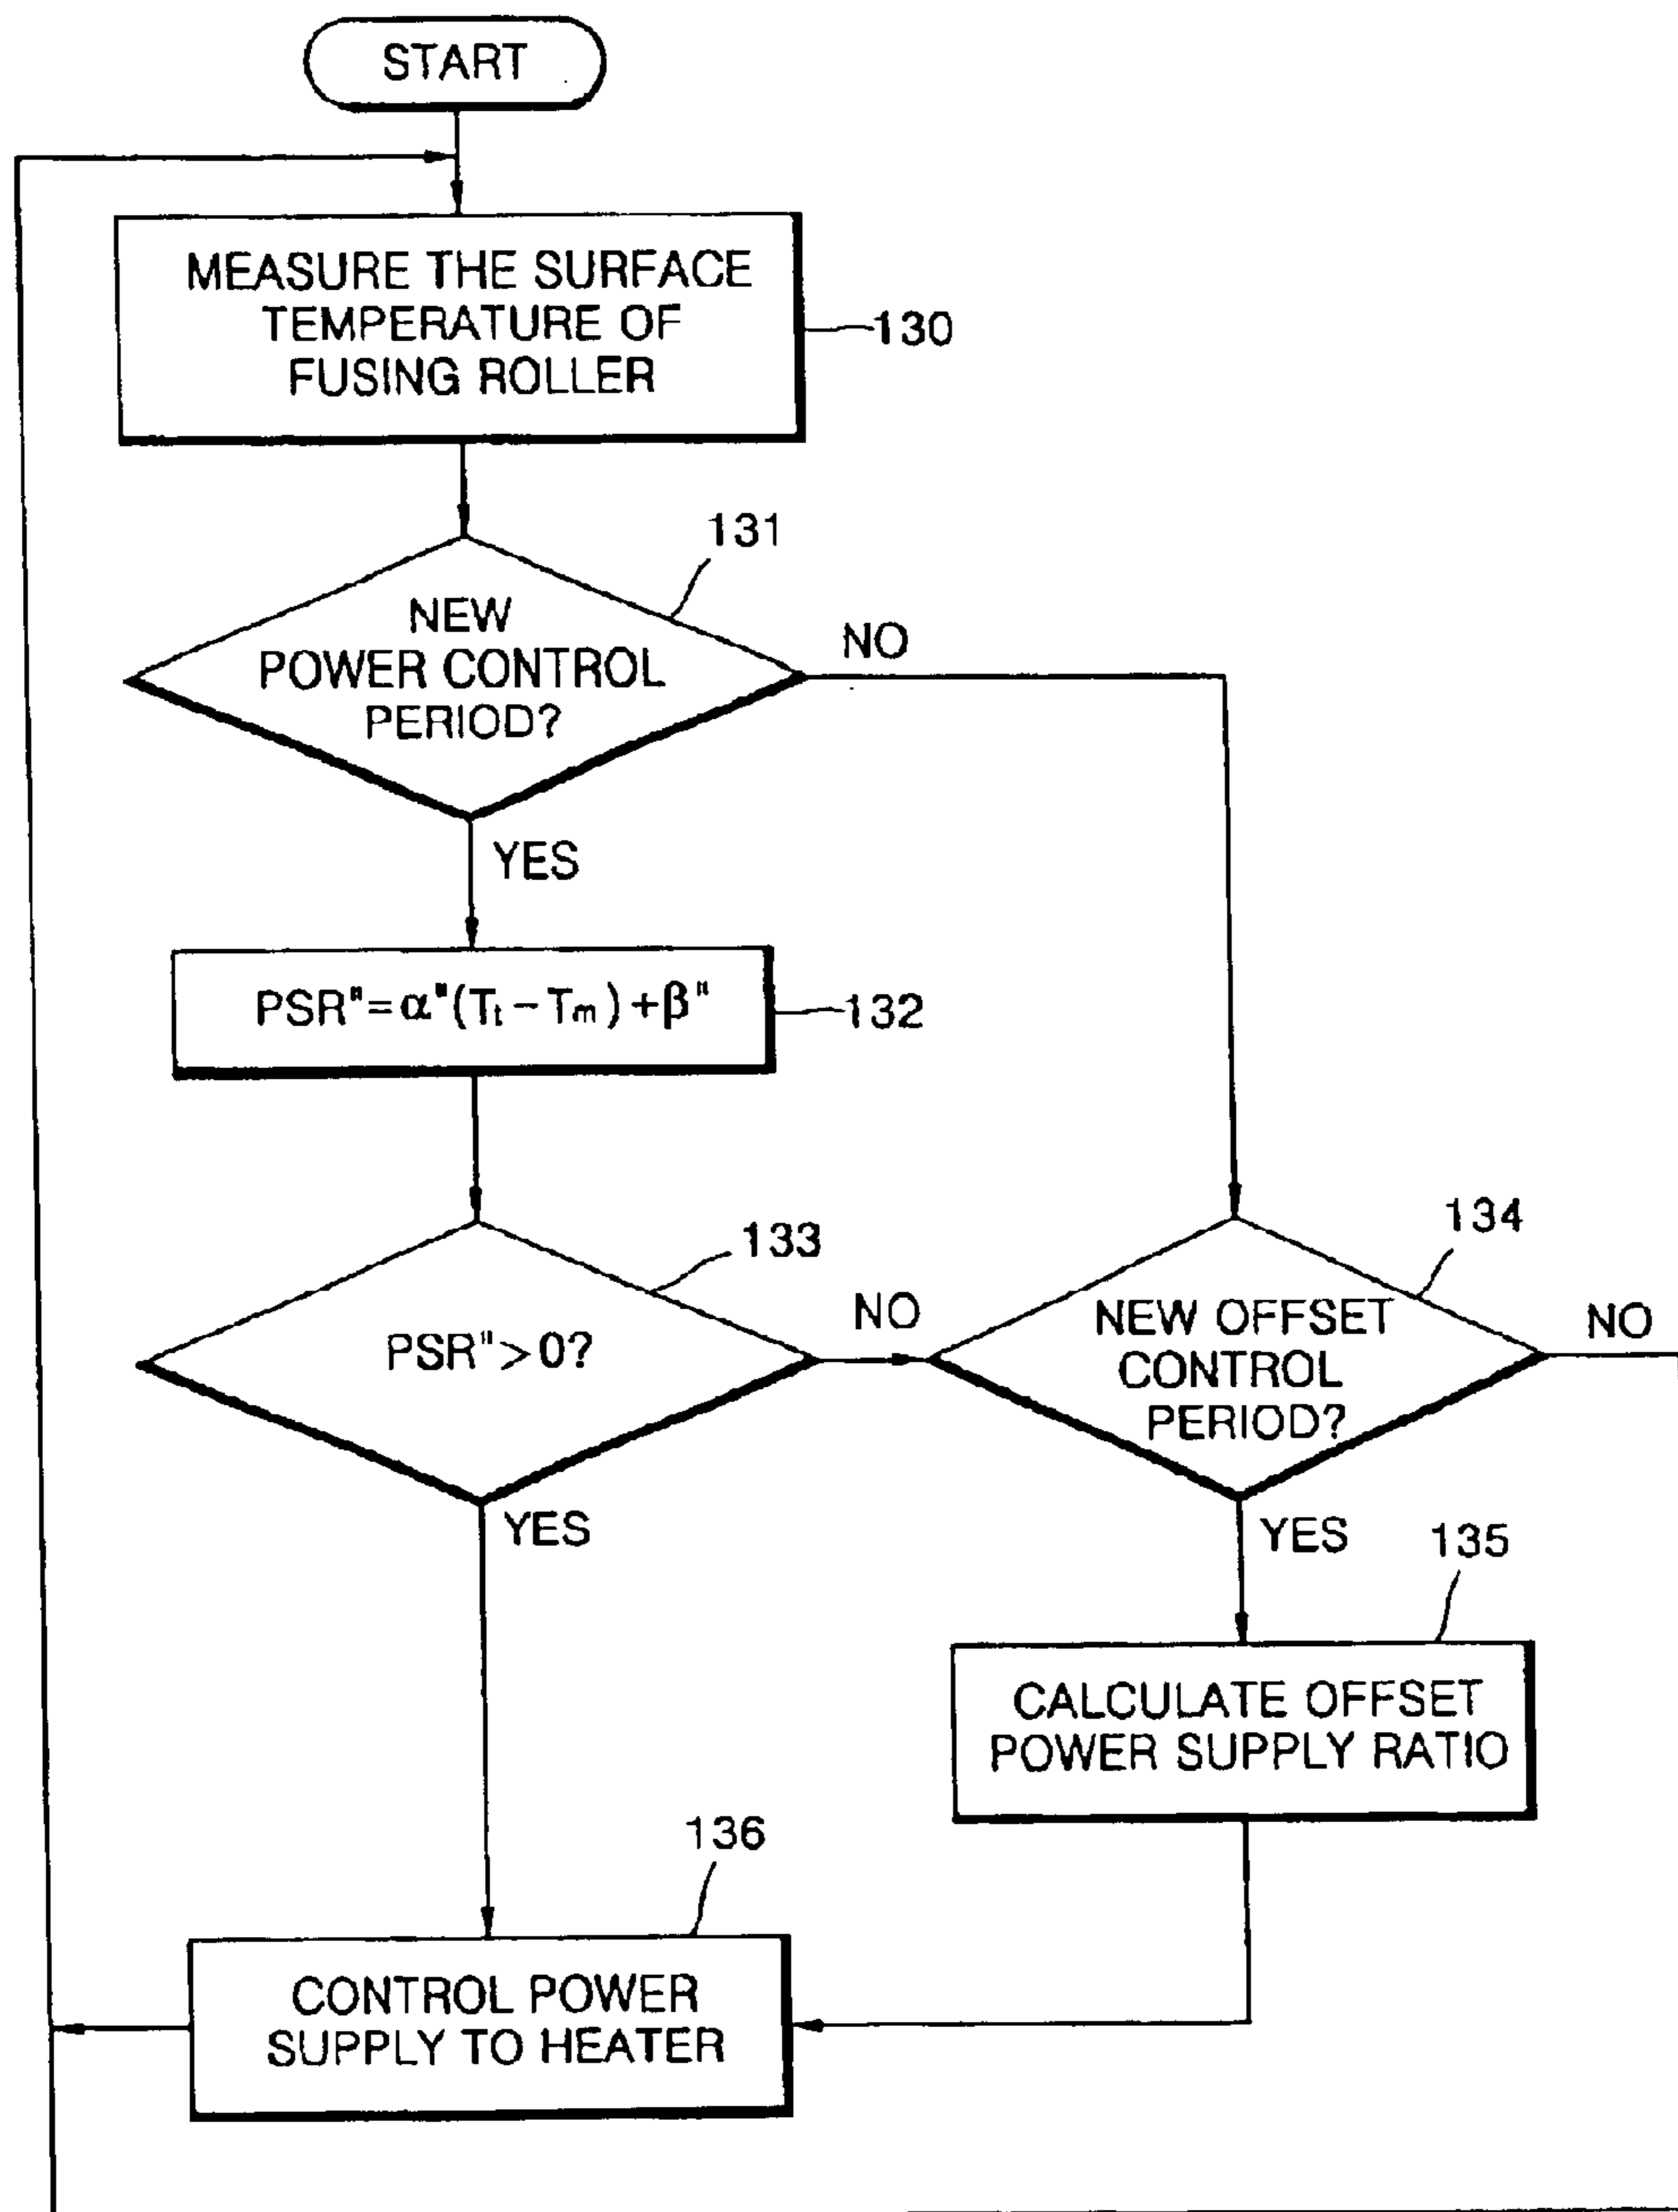 START
MEASURE THE SURFACE
TEMPERATURE OF
FUSING ROLLER
130
131
NEW
POWER CONTROL
PERIOD?
NO
YES
PSR"=α"(Tt-Tm)+β"
132
133
PSR">0?
NO
YES
134
NEW OFFSET
CONTROL
PERIOD?
NO
YES
135
CALCULATE OFFSET
POWER SUPPLY RATIO
136
CONTROL POWER
SUPPLY TO HEATER